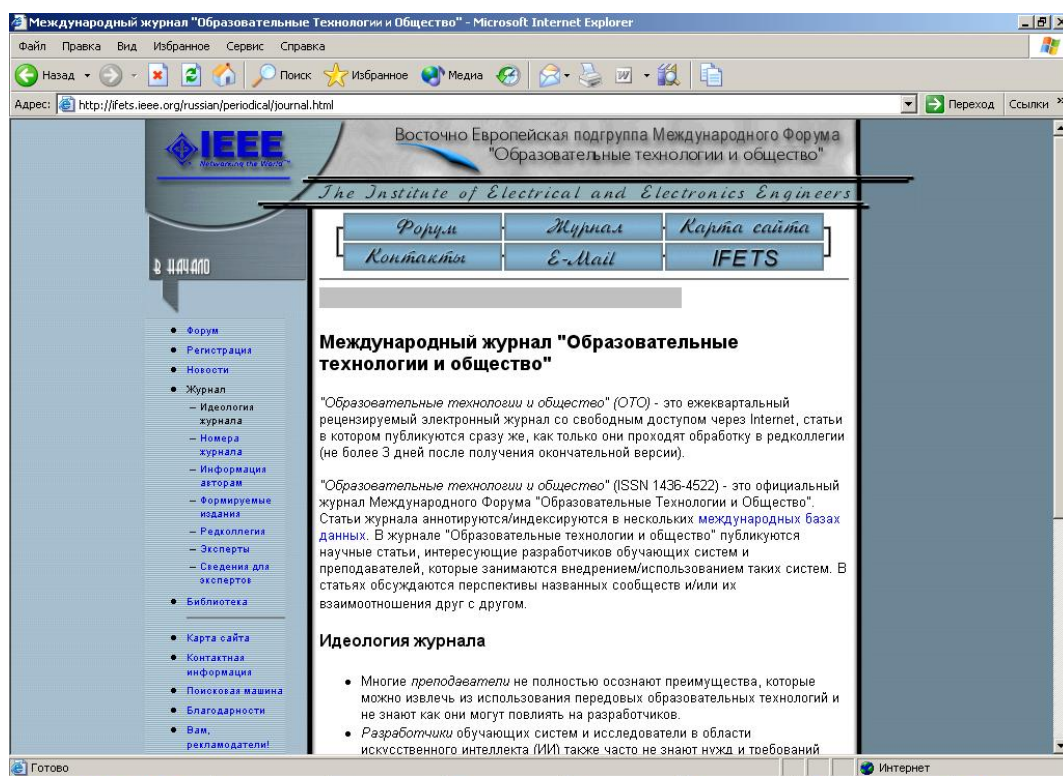 Международный журнал "Образовательные Технологии и Общество" - Microsoft Internet Explorer
Файл Правка Вид Избранное Сервис Справка
Назад Поиск Избранное Медиа
Адрес: http://ifets.ieee.org/russian/periodical/journal.html Переход Ссылки »
IEEE
Networking the World™
Восточно Европейская подгруппа Международного Форума
"Образовательные технологии и общество"
The Institute of Electrical and Electronics Engineers
Форум Журнал Карта сайта
Контакты E-Mail IFETS
В НАЧАЛО
Форум
Регистрация
Новости
Журнал
– Идеология
журнала
– Номера
журнала
– Информация
авторам
– Формируемые
издания
– Редколлегия
– Эксперты
– Сведения для
экспертов
Библиотека
Карта сайта
Контактная
информация
Поисковая машина
Благодарности
Вам,
рекламодатели!
Международный журнал "Образовательные
технологии и общество"
"Образовательные технологии и общество" (ОТО) - это ежеквартальный
рецензируемый электронный журнал со свободным доступом через Internet, статьи
в котором публикуются сразу же, как только они проходят обработку в редколлегии
(не более 3 дней после получения окончательной версии).
"Образовательные технологии и общество" (ISSN 1436-4522) - это официальный
журнал Международного Форума "Образовательные Технологии и Общество".
Статьи журнала аннотируются/индексируются в нескольких международных базах
данных. В журнале "Образовательные технологии и общество" публикуются
научные статьи, интересующие разработчиков обучающих систем и
преподавателей, которые занимаются внедрением/использованием таких систем. В
статьях обсуждаются перспективы названных сообществ и/или их
взаимоотношения друг с другом.
Идеология журнала
Многие преподаватели не полностью осознают преимущества, которые
можно извлечь из использования передовых образовательных технологий и
не знают как они могут повлиять на разработчиков.
Разработчики обучающих систем и исследователи в области
искусственного интеллекта (ИИ) также часто не знают нужд и требований
Готово Интернет